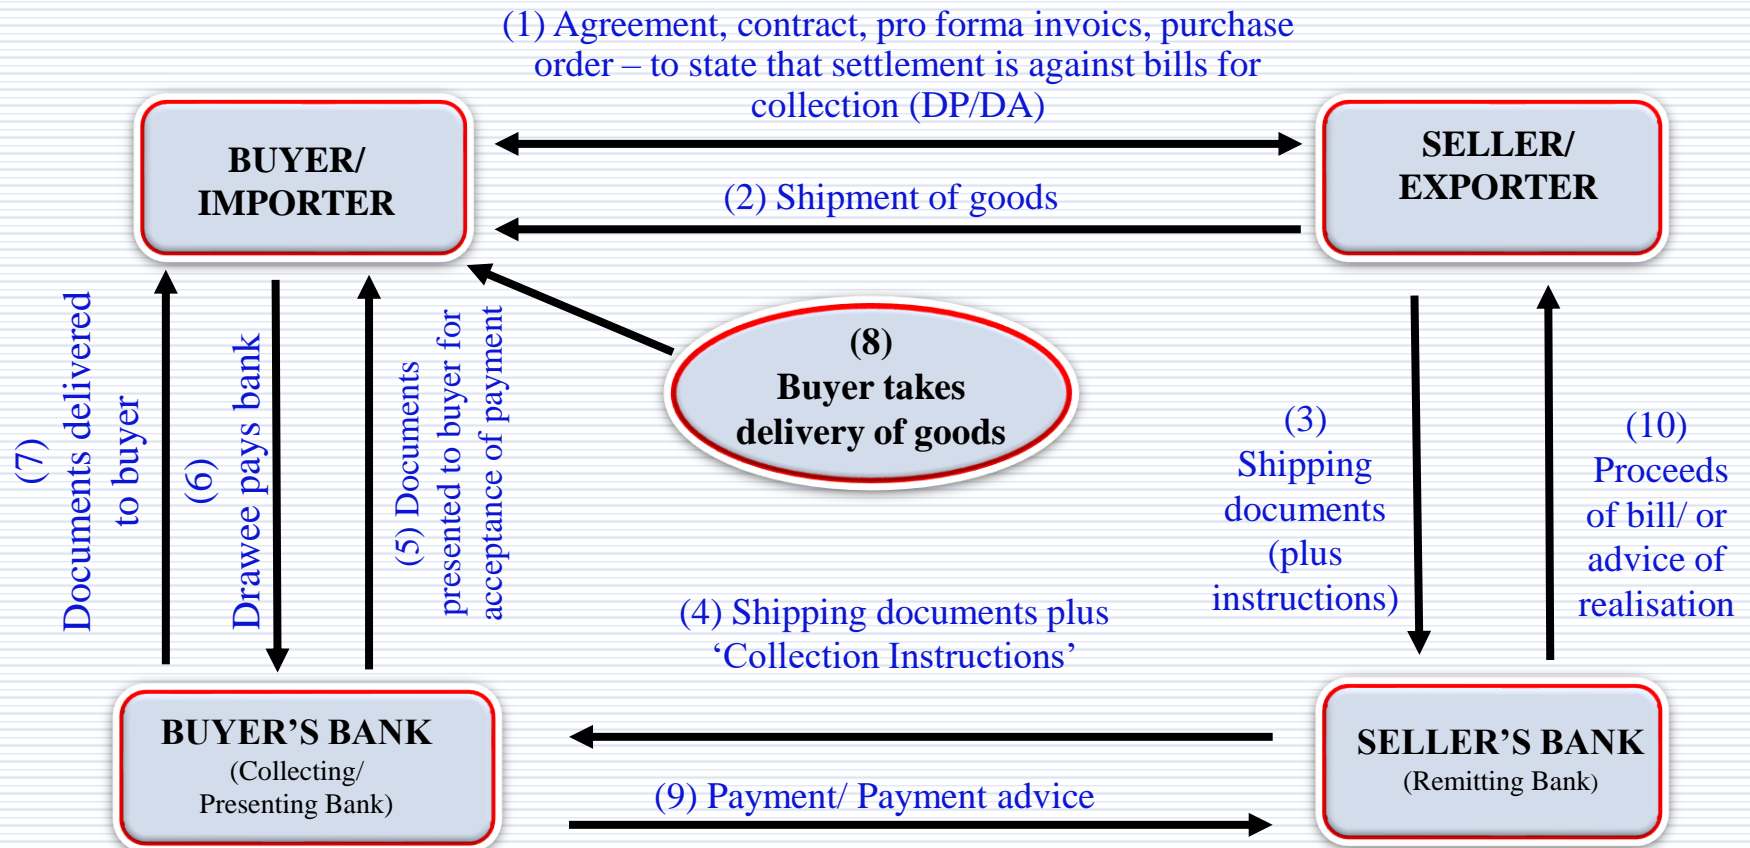 (1) Agreement, contract, pro forma invoics, purchase
order – to state that settlement is against bills for
collection (DP/DA)
BUYER/
IMPORTER
SELLER/
EXPORTER
(2) Shipment of goods
(7)
Documents delivered
to buyer
(6)
Drawee pays bank
(5) Documents
presented to buyer for
acceptance of payment
(8)
Buyer takes
delivery of goods
(3)
Shipping
documents
(plus
instructions)
(10)
Proceeds
of bill/ or
advice of
realisation
(4) Shipping documents plus
‘Collection Instructions’
BUYER’S BANK
(Collecting/
Presenting Bank)
SELLER’S BANK
(Remitting Bank)
(9) Payment/ Payment advice